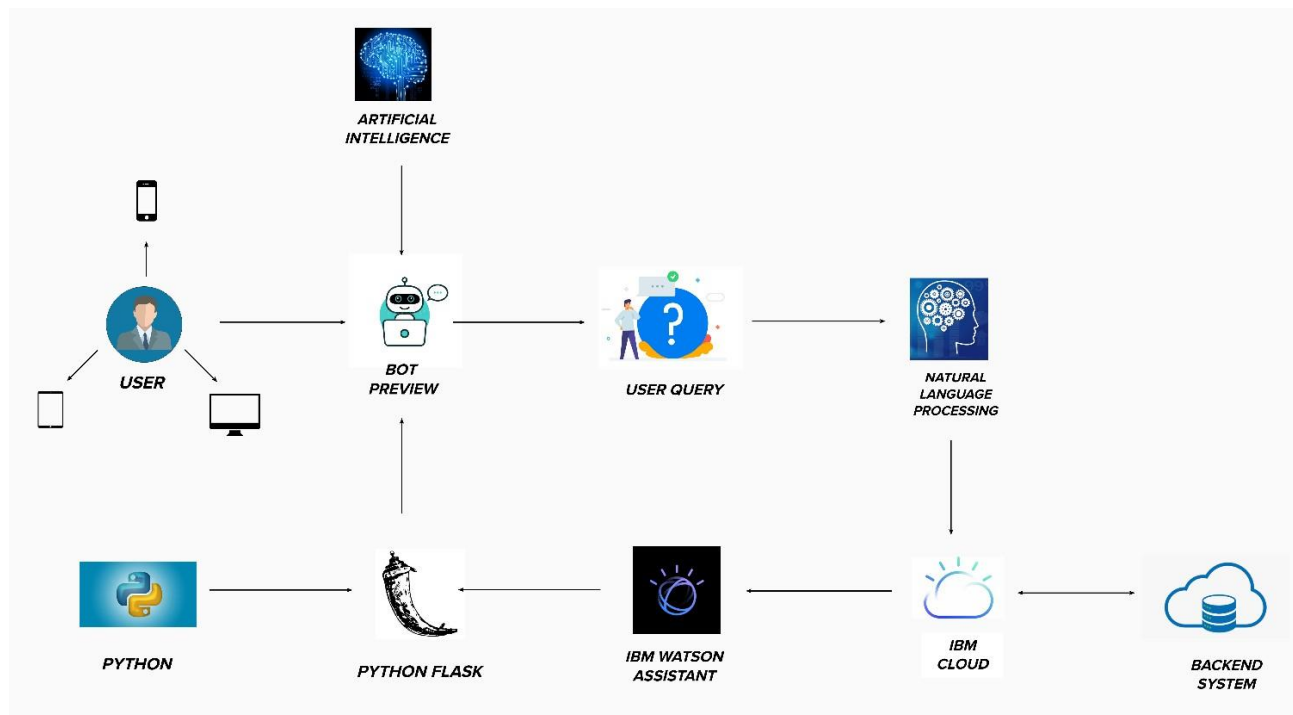 ARTIFICIAL
INTELLIGENCE
USER
BOT
PREVIEW
USER QUERY
NATURAL
LANGUAGE
PROCESSING
PYTHON
PYTHON FLASK
IBM WATSON
ASSISTANT
IBM
CLOUD
BACKEND
SYSTEM